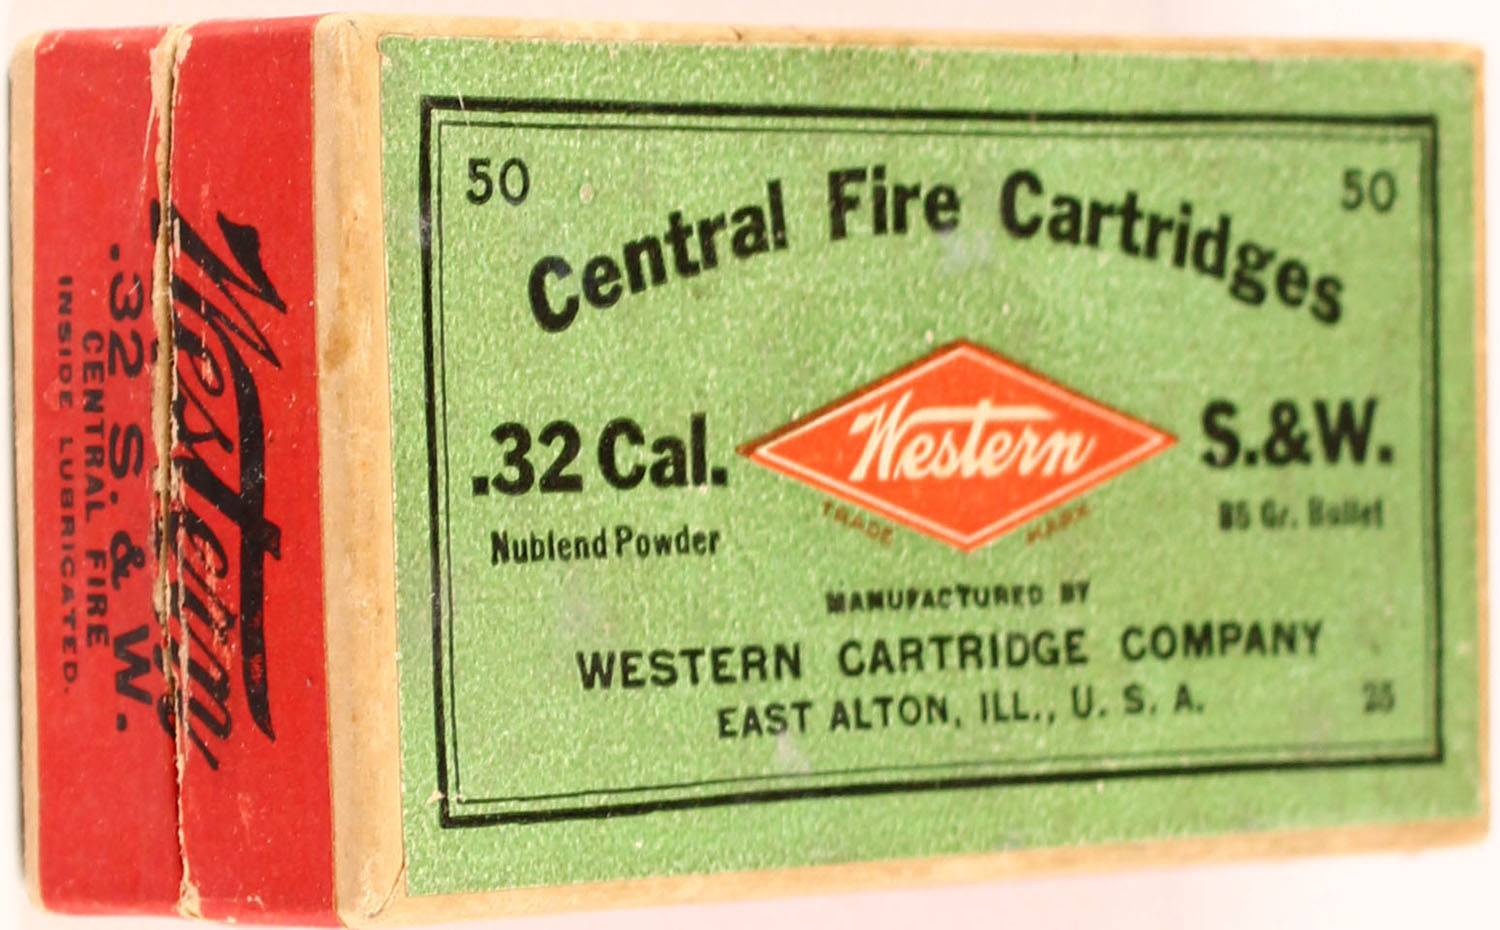 50
50
Central Fire Cartridges
.32 Cal.
Western
S.&W.
Nublend Powder
85 Gr. Bullet
TRADE MARK
MANUFACTURED BY
WESTERN CARTRIDGE COMPANY
EAST ALTON, ILL., U. S. A.
25
Western
.32 S. & W.
CENTRAL FIRE
INSIDE LUBRICATED.